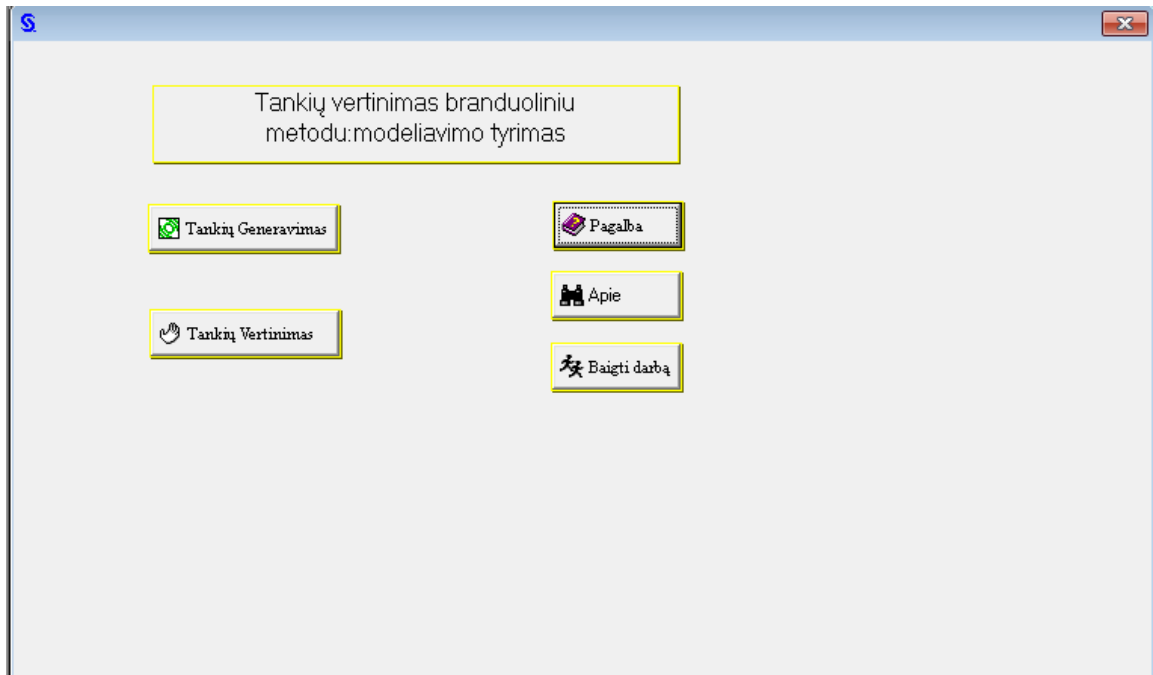 Tankių vertinimas branduoliniu
metodu:modeliavimo tyrimas
Tankių Generavimas
Pagalba
Apie
Tankių Vertinimas
Baigti darbą